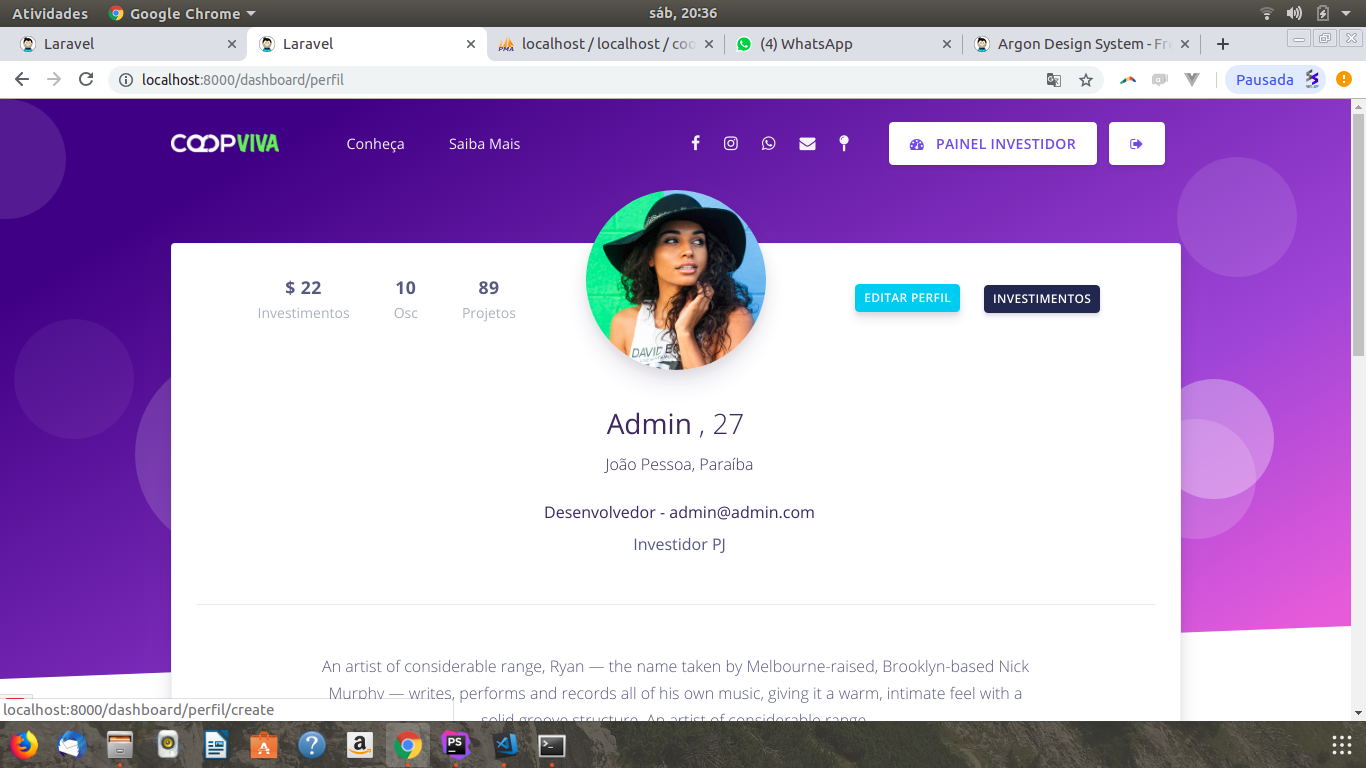 Atividades Google Chrome sáb, 20:36
Laravel Laravel localhost / localhost / coo (4) WhatsApp Argon Design System - Fre
localhost:8000/dashboard/perfil Pausada
COOPVIVA Conheça Saiba Mais PAINEL INVESTIDOR
$ 22 10 89 EDITAR PERFIL INVESTIMENTOS
Investimentos Osc Projetos
DAVID
Admin , 27
João Pessoa, Paraíba
Desenvolvedor - admin@admin.com
Investidor PJ
An artist of considerable range, Ryan — the name taken by Melbourne-raised, Brooklyn-based Nick
Murphy — writes, performs and records all of his own music, giving it a warm, intimate feel with a
solid groove structure. An artist of considerable range.
localhost:8000/dashboard/perfil/create